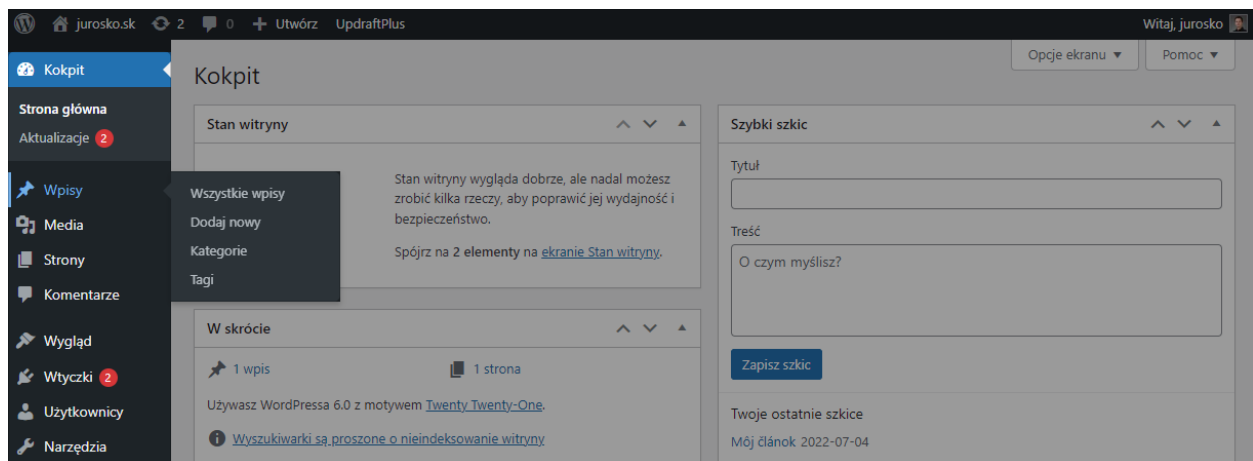 jurosko.sk 2 0 + Utwórz UpdraftPlus Witaj, jurosko
Kokpit
Strona główna
Aktualizacje 2
Wpisy
Media
Strony
Komentarze
Wygląd
Wtyczki 2
Użytkownicy
Narzędzia
Wszystkie wpisy
Dodaj nowy
Kategorie
Tagi
Opcje ekranu ▼ Pomoc ▼
Kokpit
Stan witryny
Stan witryny wygląda dobrze, ale nadal możesz
zrobić kilka rzeczy, aby poprawić jej wydajność i
bezpieczeństwo.
Spójrz na 2 elementy na ekranie Stan witryny.
W skrócie
1 wpis 1 strona
Używasz WordPressa 6.0 z motywem Twenty Twenty-One.
Wyszukiwarki są proszone o nieindeksowanie witryny
Szybki szkic
Tytuł
Treść
O czym myślisz?
Zapisz szkic
Twoje ostatnie szkice
Mój článok 2022-07-04